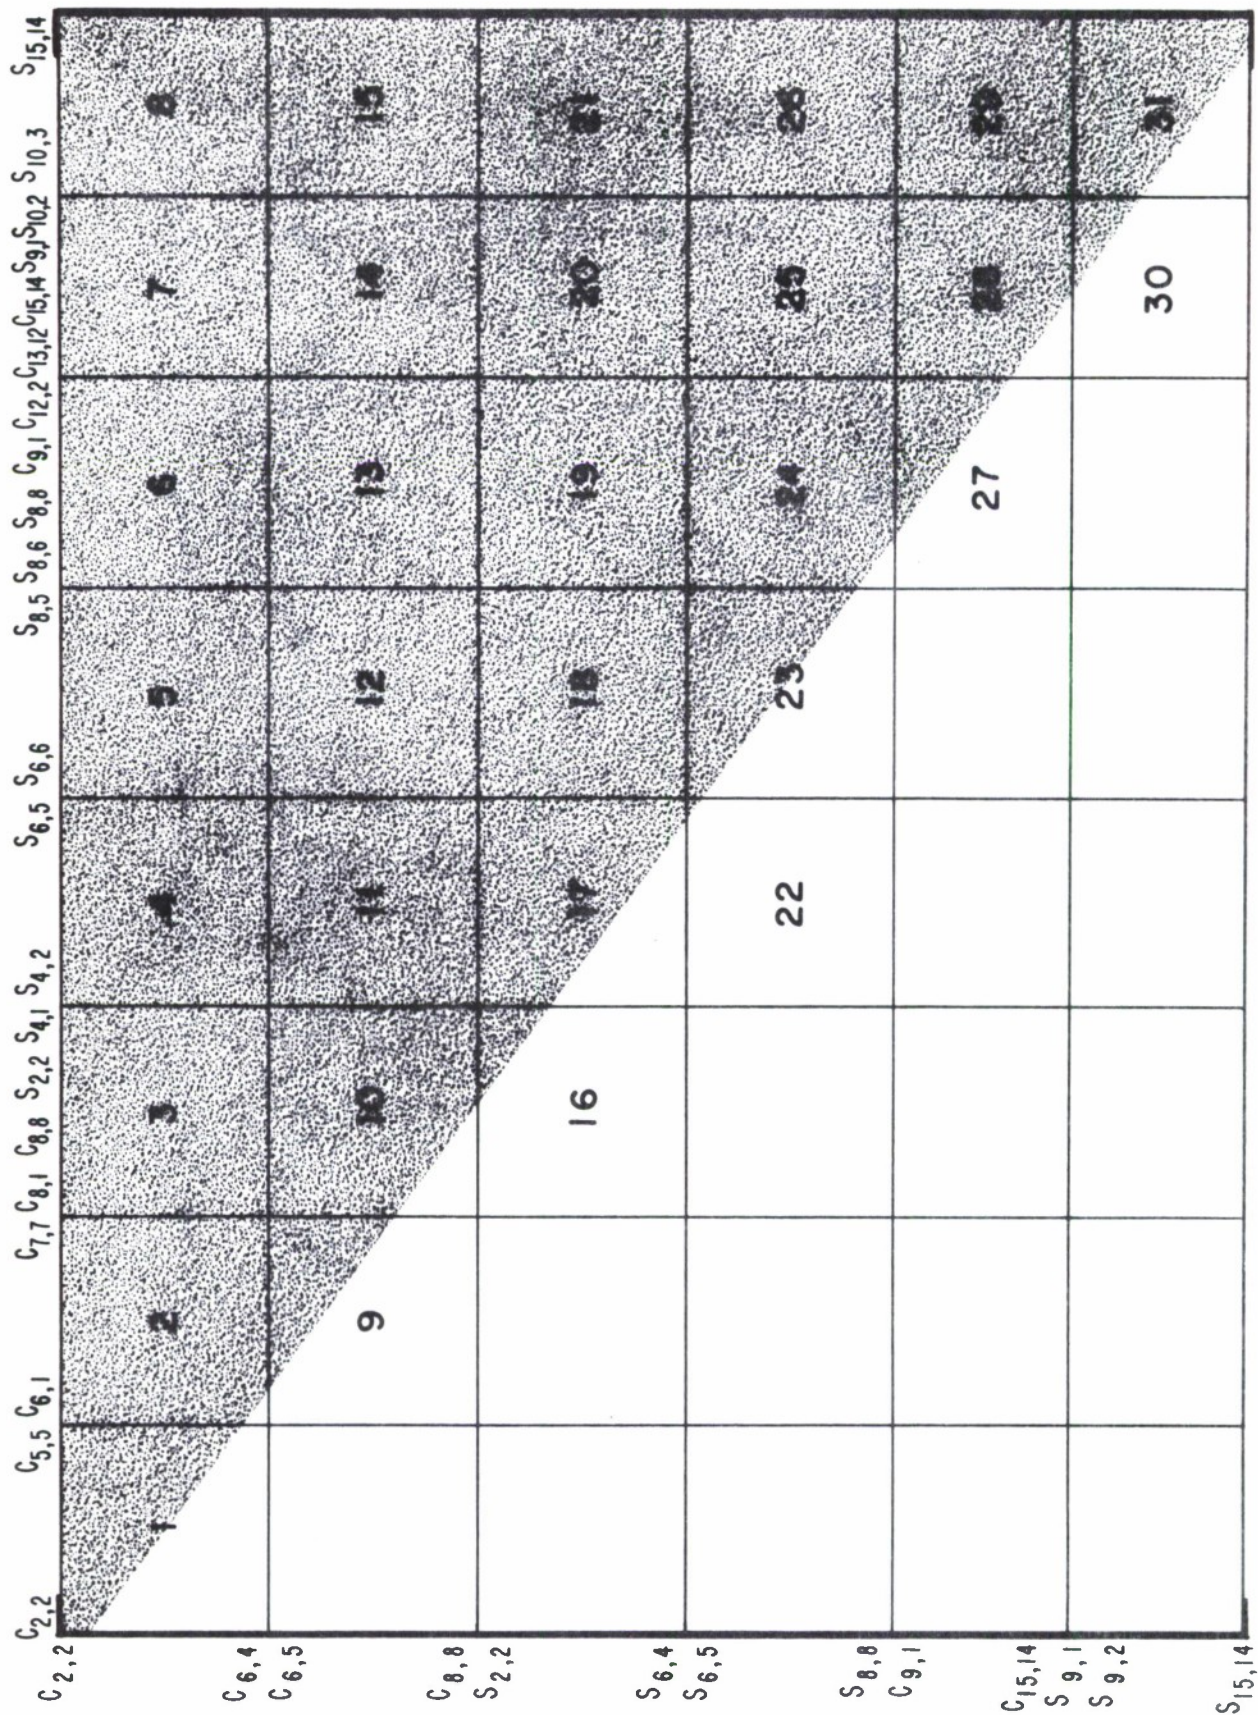 C2,2 C5,5 C6,1 C7,7 C8,1 C8,8 S2,2 S4,1 S4,2 S6,5 S6,6 S8,5 S8,6 S8,8 C9,1 C12,2 C13,12 C15,14 S9,1 S10,2 S10,3 S15,14
C2,2
1 2 3 4 5 6 7 8
C6,4
C6,5
9 10 11 12 13 14 15
C8,8
S2,2
16 17 18 19 20 21
S6,4
S6,5
22 23 24 25 26
S8,8
C9,1
27 28 29
C15,14
S9,1
S9,2
30 31
S15,14